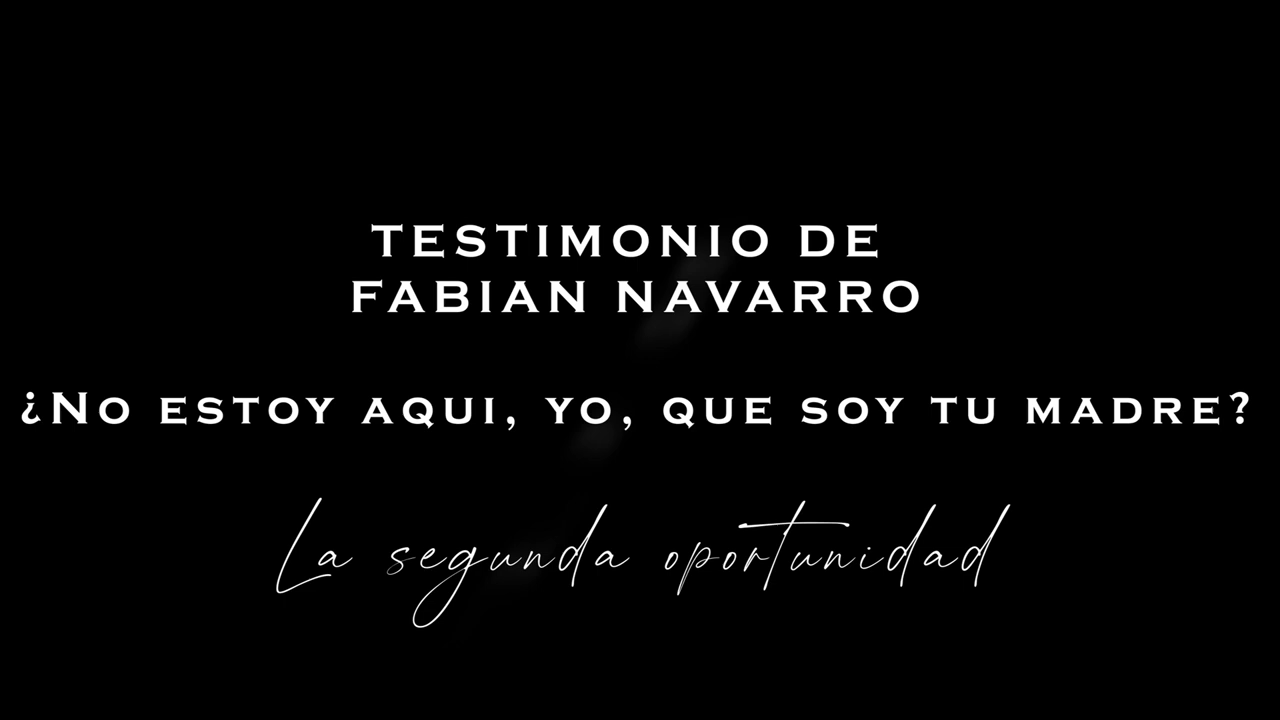 TESTIMONIO DE
FABIAN NAVARRO
¿NO ESTOY AQUI, YO, QUE SOY TU MADRE?
La segunda oportunidad